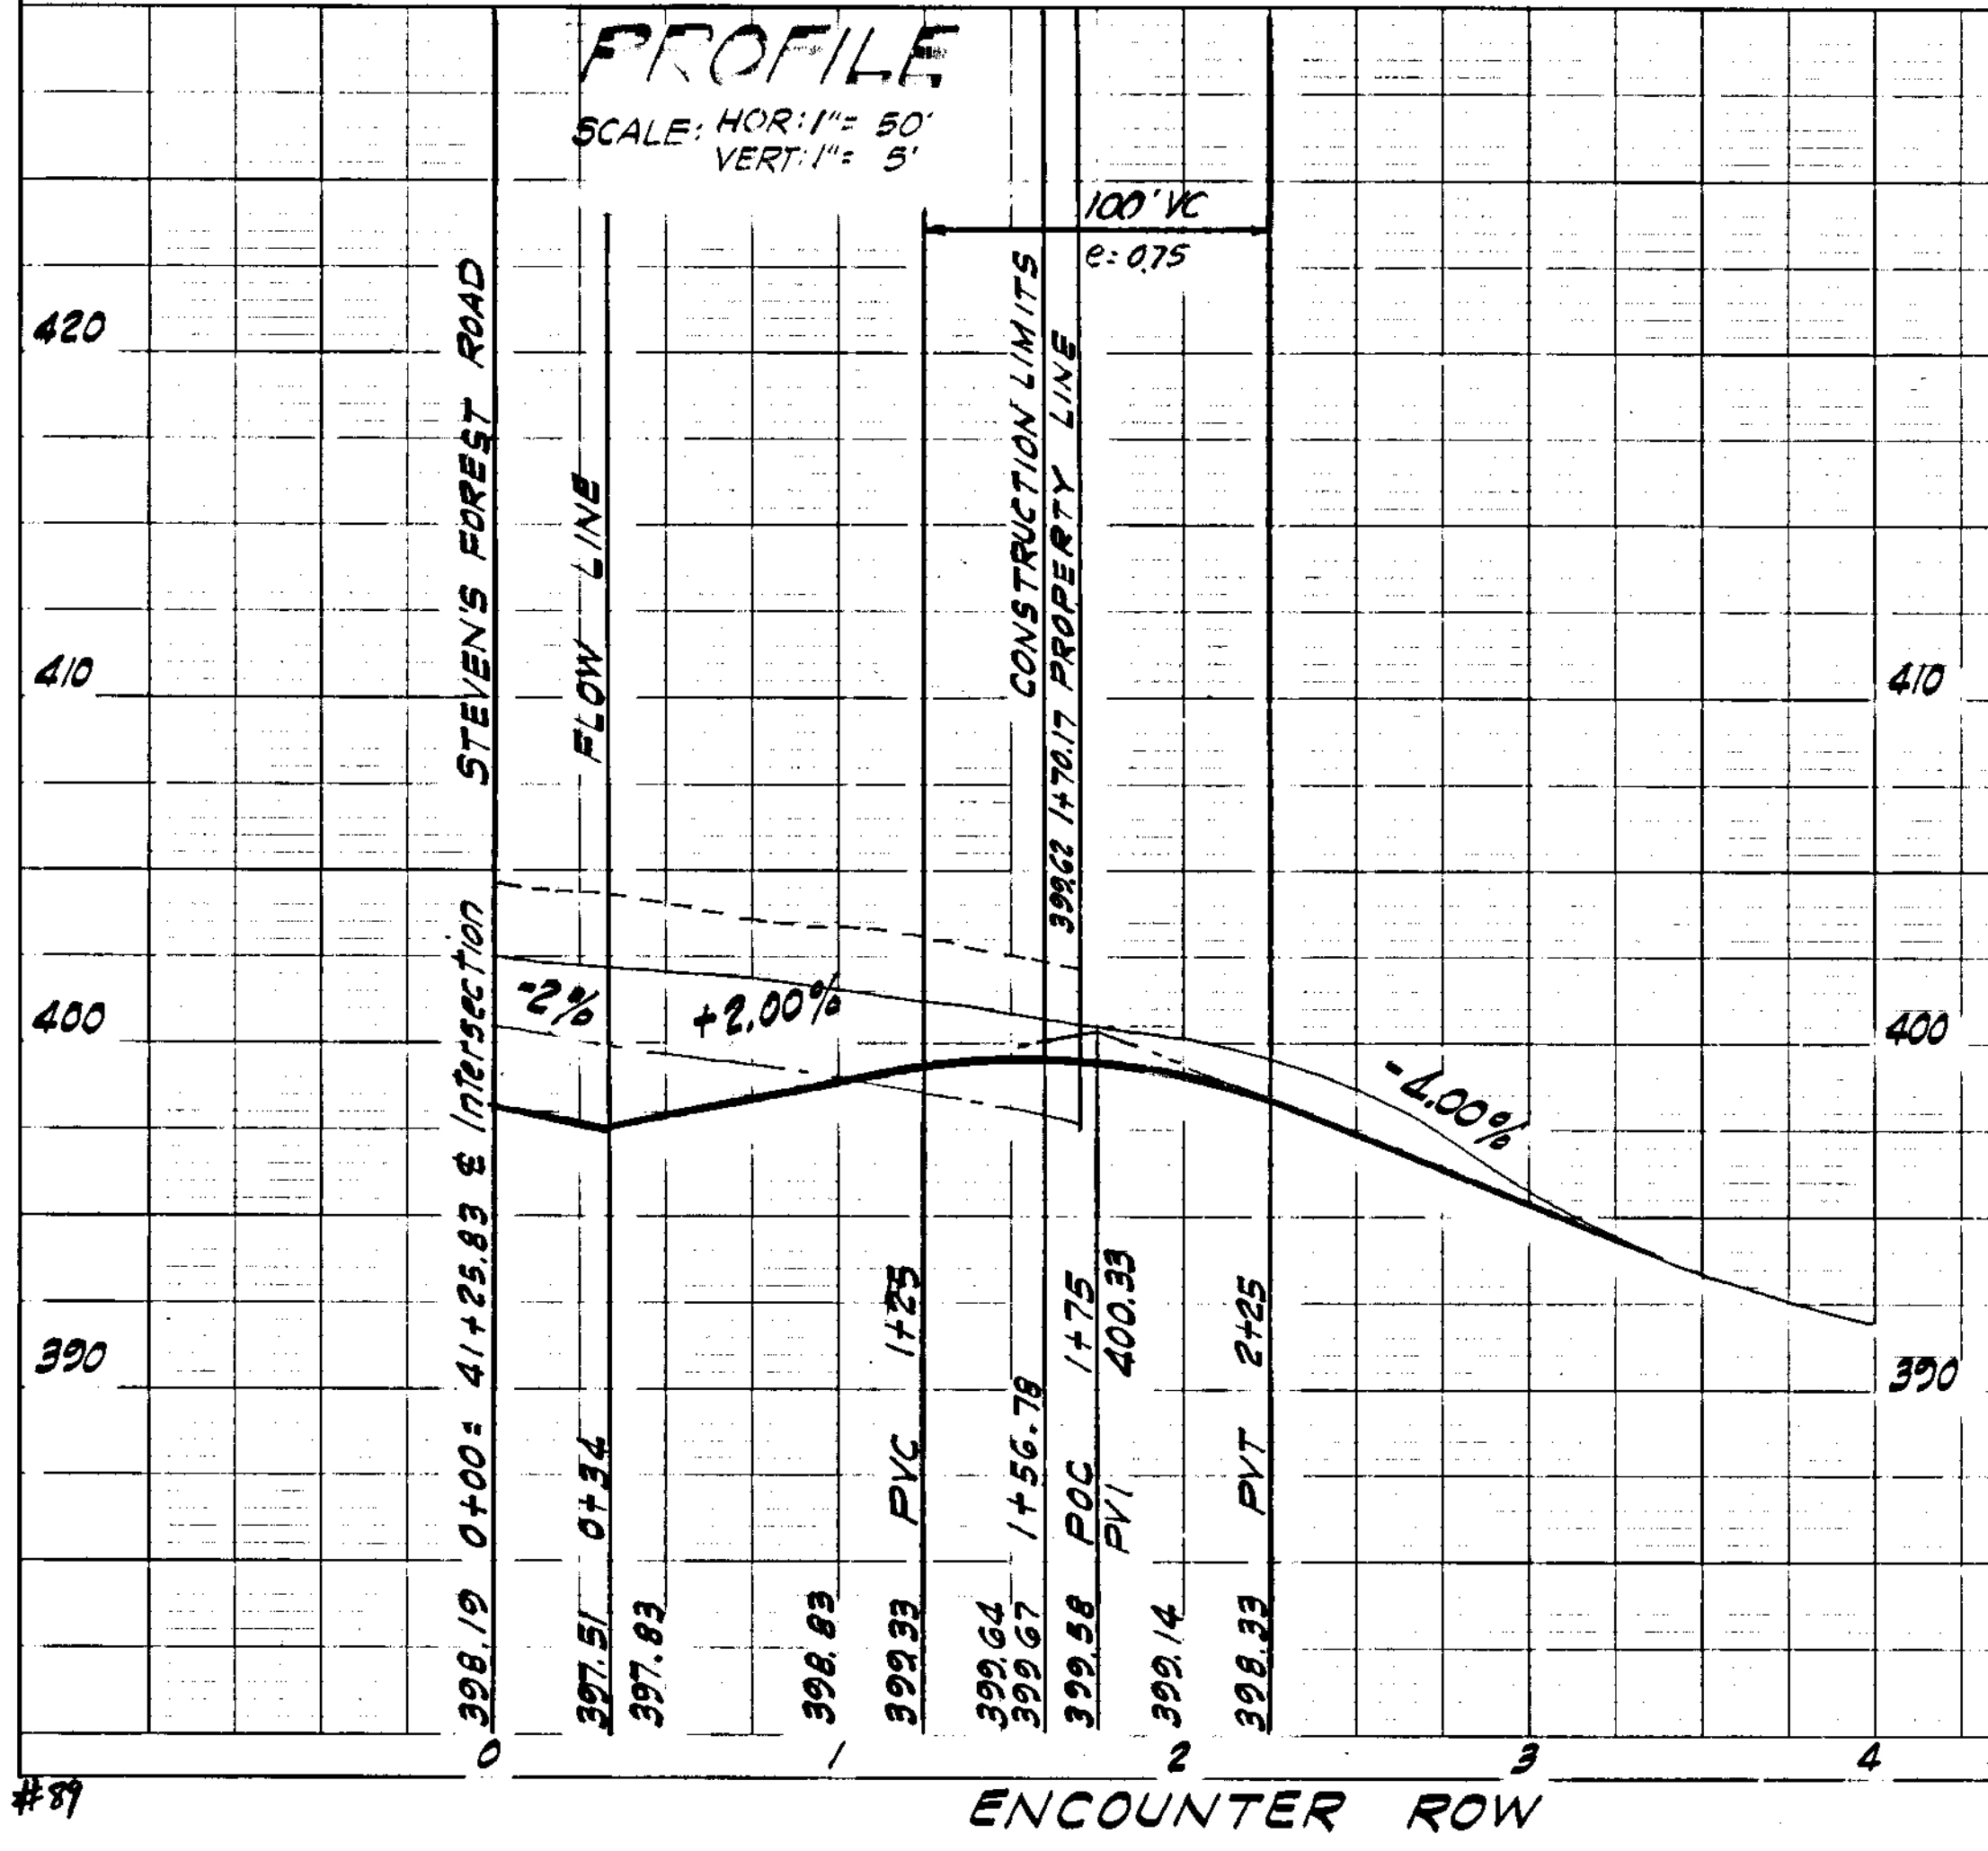 PROFILE
SCALE: HOR: 1"= 50'
VERT: 1"= 5'
100' VC
e=0.75
420
410
400
390
410
400
390
STEVEN'S FOREST ROAD
FLOW LINE
CONSTRUCTION LIMITS
399.62 1+70.17 PROPERTY LINE
-2%
+2.00%
-4.00%
398.19 0+00= 41+25.83 ₵ Intersection
397.51 0+34
397.83
398.83
399.33 PVC 1+25
399.64
399.67 1+56.78
399.58 POC 1+75
PVI 400.33
399.14
398.33 PVT 2+25
0 1 2 3 4
#89
ENCOUNTER ROW